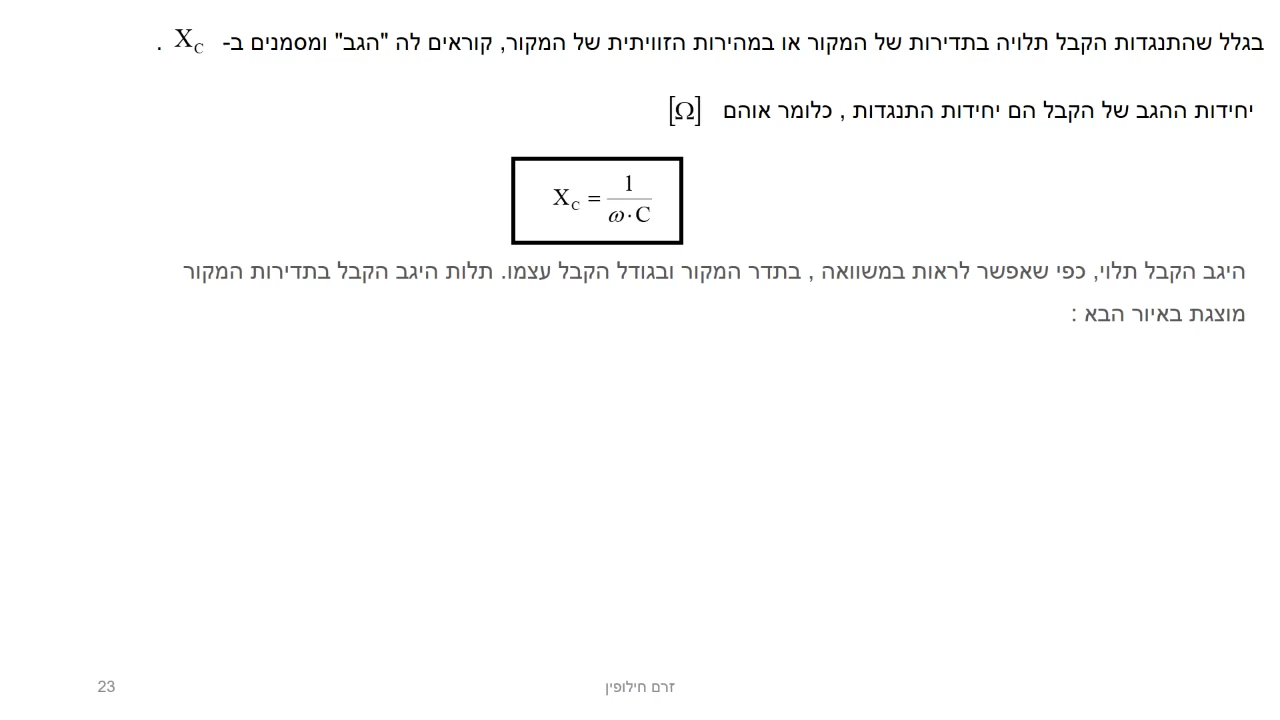 בגלל שהתנגדות הקבל תלויה בתדירות של המקור או במהירות הזוויתית של המקור, קוראים לה "הגב" ומסמנים ב- X_C .
יחידות ההגב של הקבל הם יחידות התנגדות , כלומר אוהם [Ω]
X_C = 1 / (ω·C)
היגב הקבל תלוי, כפי שאפשר לראות במשוואה , בתדר המקור ובגודל הקבל עצמו. תלות היגב הקבל בתדירות המקור
מוצגת באיור הבא :
זרם חילופין
23